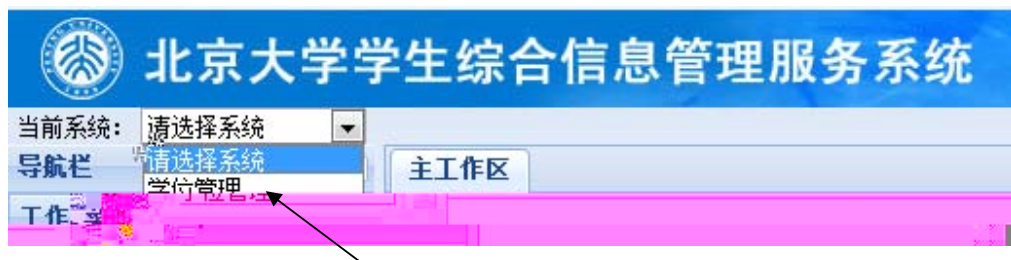 北京大学学生综合信息管理服务系统
当前系统： 请选择系统
导航栏 请选择系统 主工作区
学位管理
工作